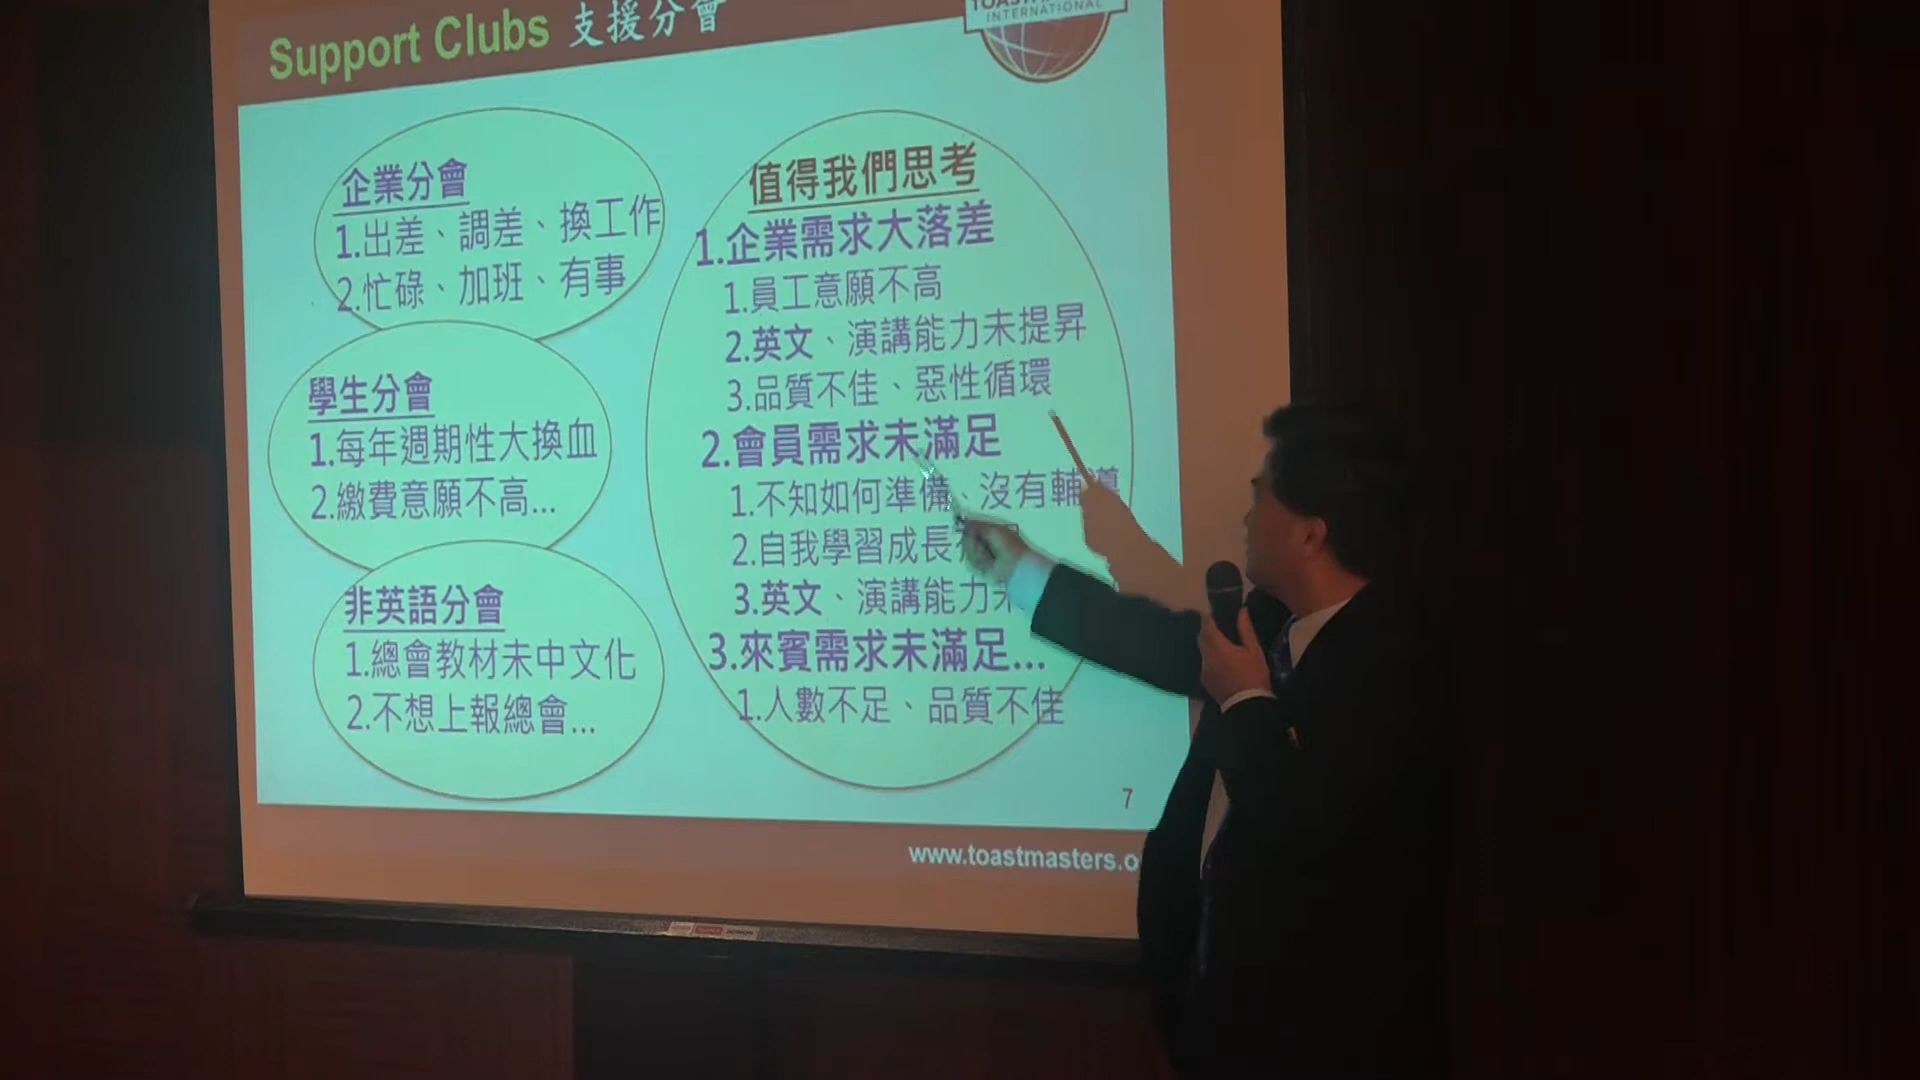 Support Clubs 支援分會
INTERNATIONAL
企業分會
1.出差、調差、換工作
2.忙碌、加班、有事
學生分會
1.每年週期性大換血
2.繳費意願不高...
非英語分會
1.總會教材未中文化
2.不想上報總會...
值得我們思考
1.企業需求大落差
1.員工意願不高
2.英文、演講能力未提昇
3.品質不佳、惡性循環
2.會員需求未滿足
1.不知如何準備、沒有輔導
2.自我學習成長
3.英文、演講能力未
3.來賓需求未滿足...
1.人數不足、品質不佳
7
www.toastmasters.o